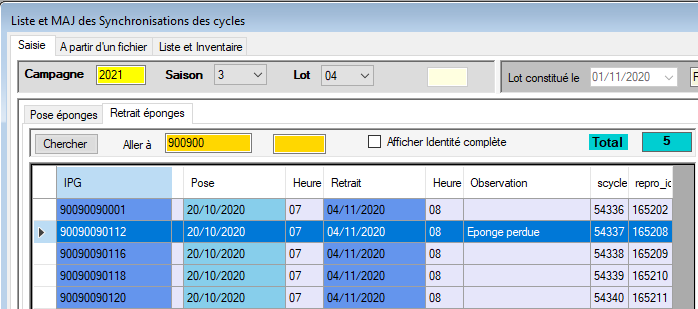 Liste et MAJ des Synchronisations des cycles
Saisie A partir d'un fichier Liste et Inventaire
Campagne 2021 Saison 3 Lot 04 Lot constitué le 01/11/2020
Pose éponges Retrait éponges
Chercher Aller à 900900 Afficher Identité complète Total 5
IPG Pose Heure Retrait Heure Observation scycle repro_ic
90090090001 20/10/2020 07 04/11/2020 08 54336 165202
90090090112 20/10/2020 07 04/11/2020 08 Eponge perdue 54337 165208
90090090116 20/10/2020 07 04/11/2020 08 54338 165209
90090090118 20/10/2020 07 04/11/2020 08 54339 165210
90090090120 20/10/2020 07 04/11/2020 08 54340 165211